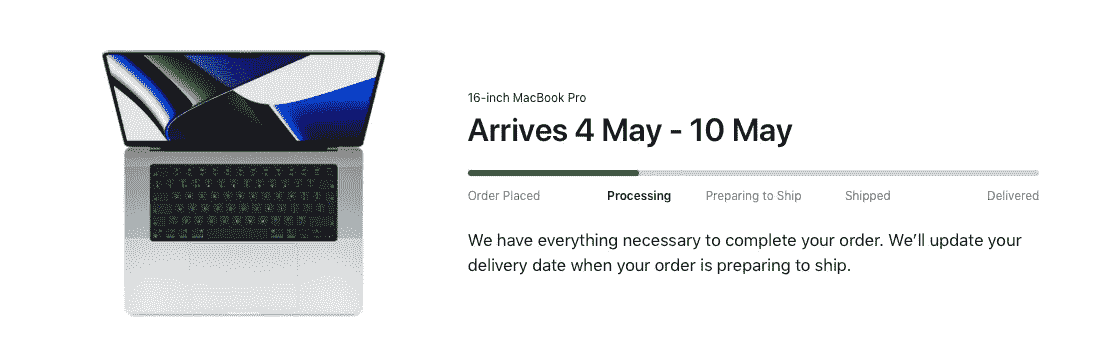 16-inch MacBook Pro
Arrives 4 May - 10 May
Order Placed
Processing
Preparing to Ship
Shipped
Delivered
We have everything necessary to complete your order. We’ll update your
delivery date when your order is preparing to ship.